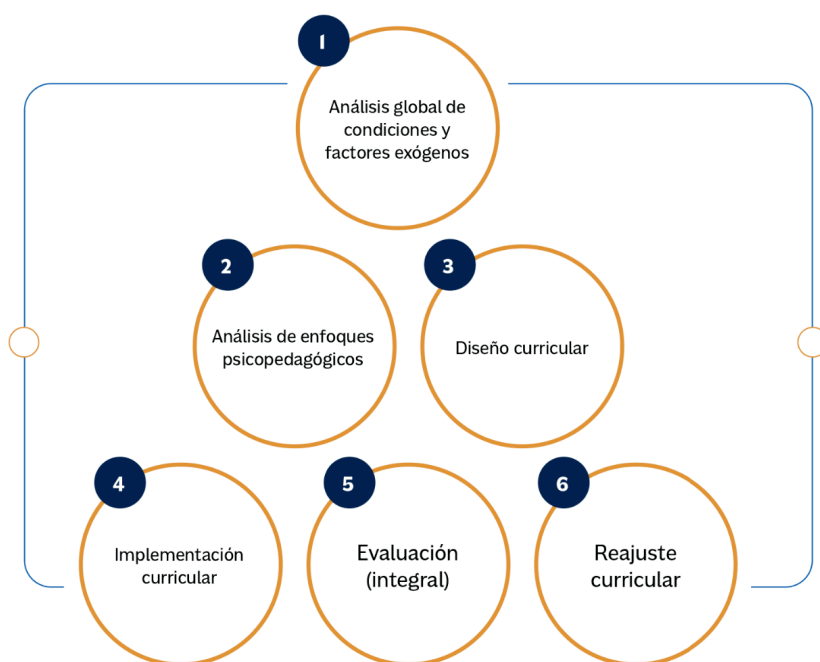 1
Análisis global de
condiciones y
factores exógenos
2
Análisis de enfoques
psicopedagógicos
3
Diseño curricular
4
Implementación
curricular
5
Evaluación
(integral)
6
Reajuste
curricular